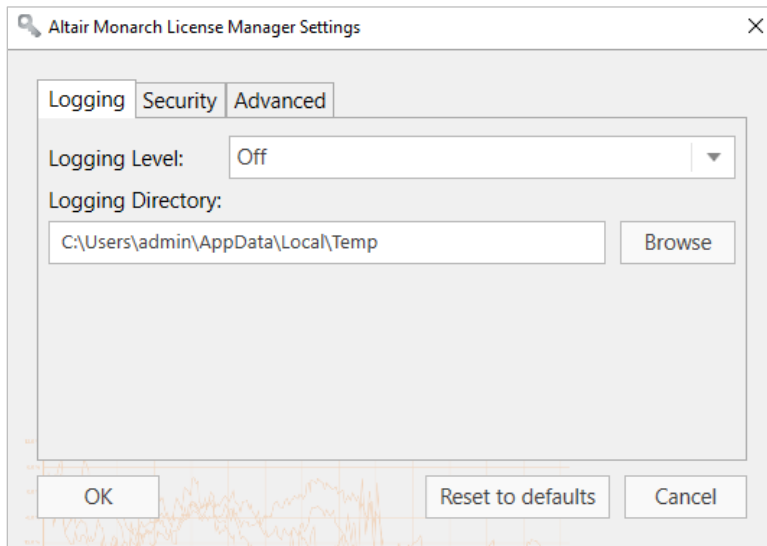 Altair Monarch License Manager Settings
Logging Security Advanced
Logging Level: Off
Logging Directory:
C:\Users\admin\AppData\Local\Temp Browse
OK Reset to defaults Cancel